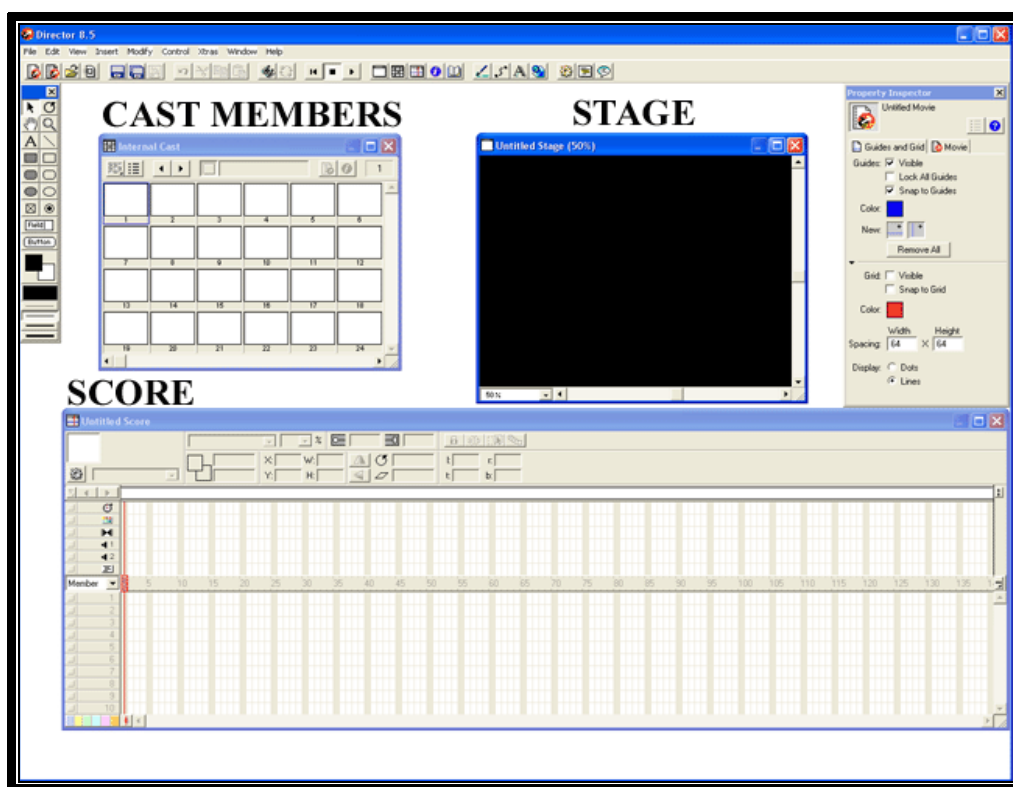 Director 8.5
File Edit View Insert Modify Control Xtras Window Help
CAST MEMBERS
STAGE
Internal Cast
1
1 2 3 4 5 6
7 8 9 10 11 12
13 14 15 16 17 18
19 20 21 22 23 24
Untitled Stage (50%)
50%
A
Field
Button
Property Inspector
Untitled Movie
Guides and Grid Movie
Guides: Visible
Lock All Guides
Snap to Guides
Color:
New:
Remove All
Grid: Visible
Snap to Grid
Color:
Width Height
Spacing: 64 X 64
Display: Dots
Lines
SCORE
Untitled Score
%
X: W:
Y: H:
1
2
Member 5 10 15 20 25 30 35 40 45 50 55 60 65 70 75 80 85 90 95 100 105 110 115 120 125 130 135
1
2
3
4
5
6
7
8
9
10